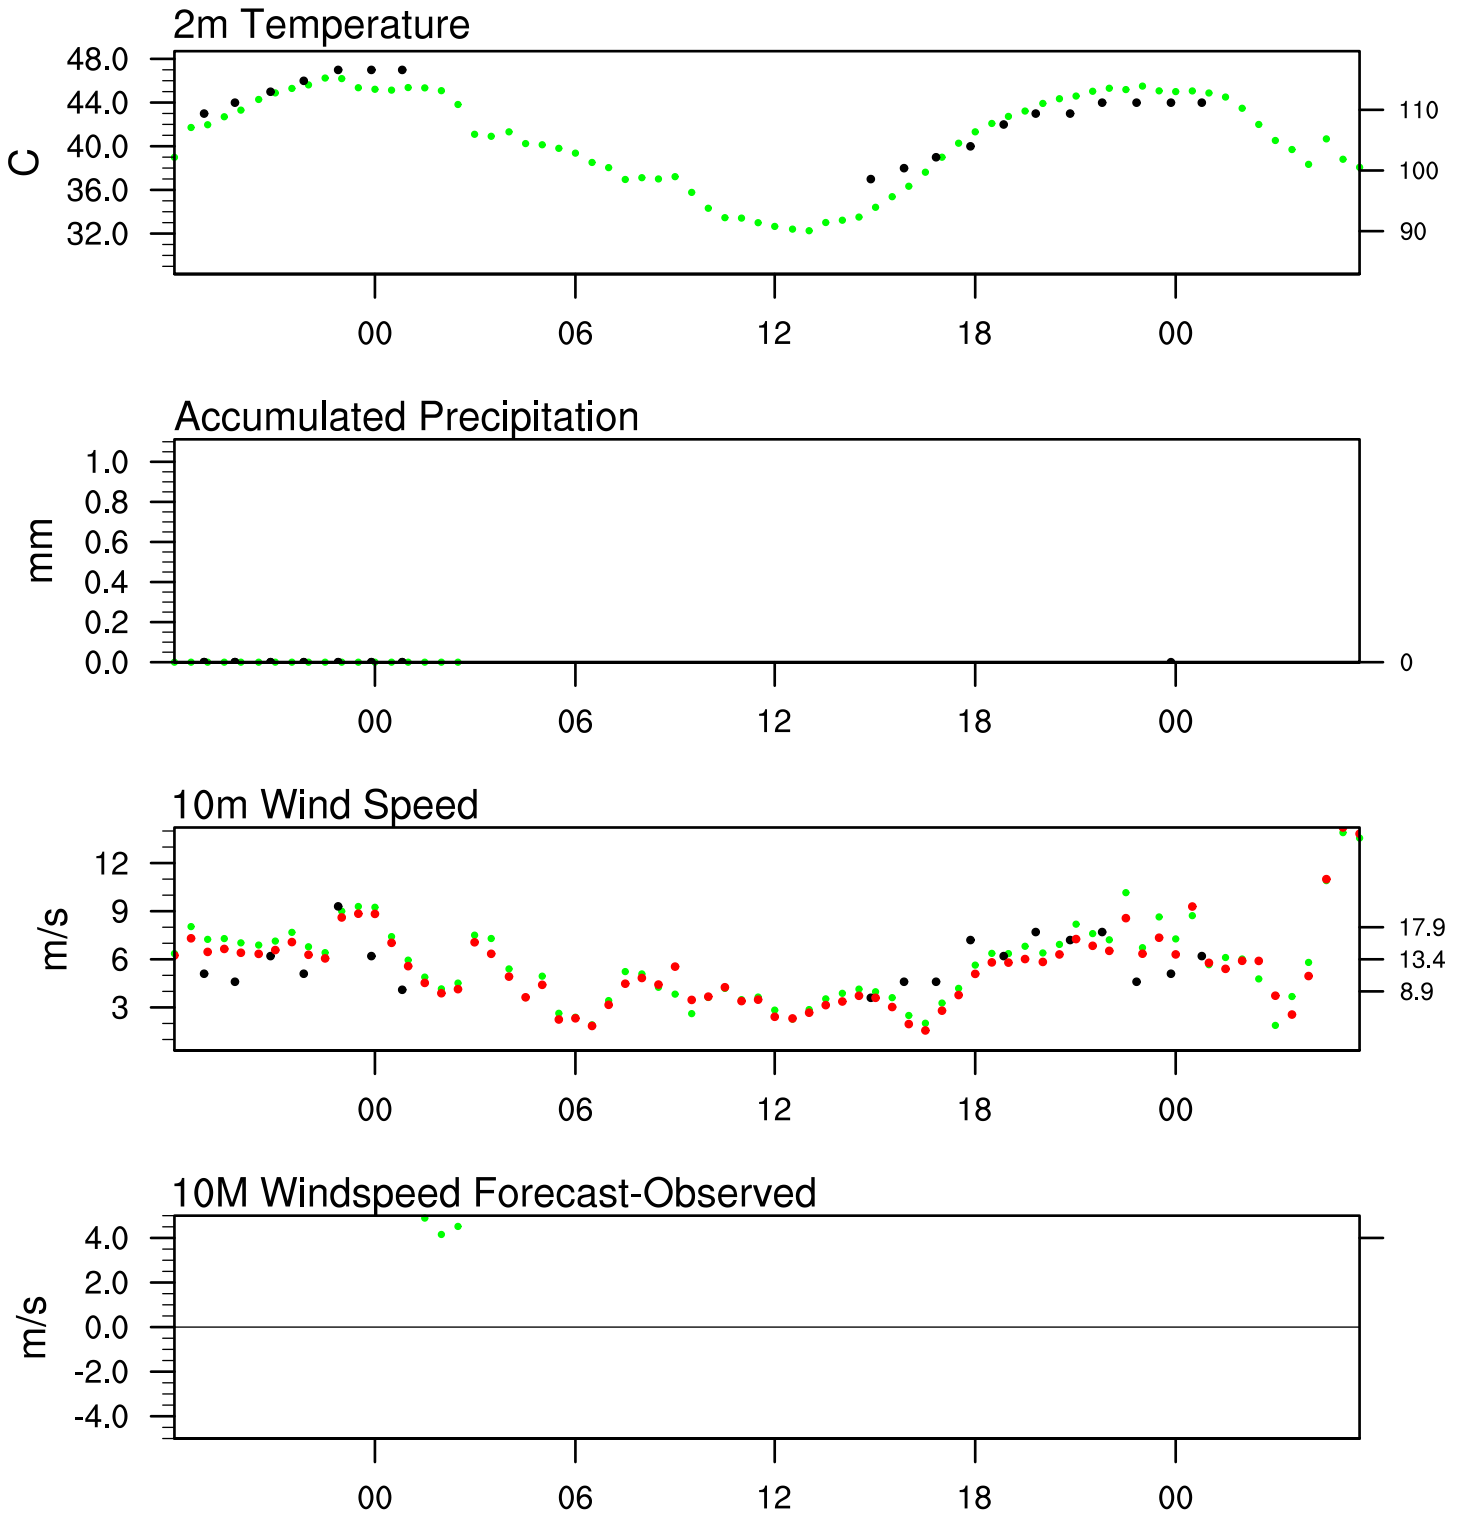 2m Temperature
48.0
44.0
110
40.0
C
100
36.0
32.0
90
00 06 12 18 00
Accumulated Precipitation
1.0
0.8
0.6
mm
0.4
0.2
0.0
0
00 06 12 18 00
10m Wind Speed
12
9
17.9
m/s
6
13.4
8.9
3
00 06 12 18 00
10M Windspeed Forecast-Observed
4.0
2.0
0.0
m/s
-2.0
-4.0
00 06 12 18 00